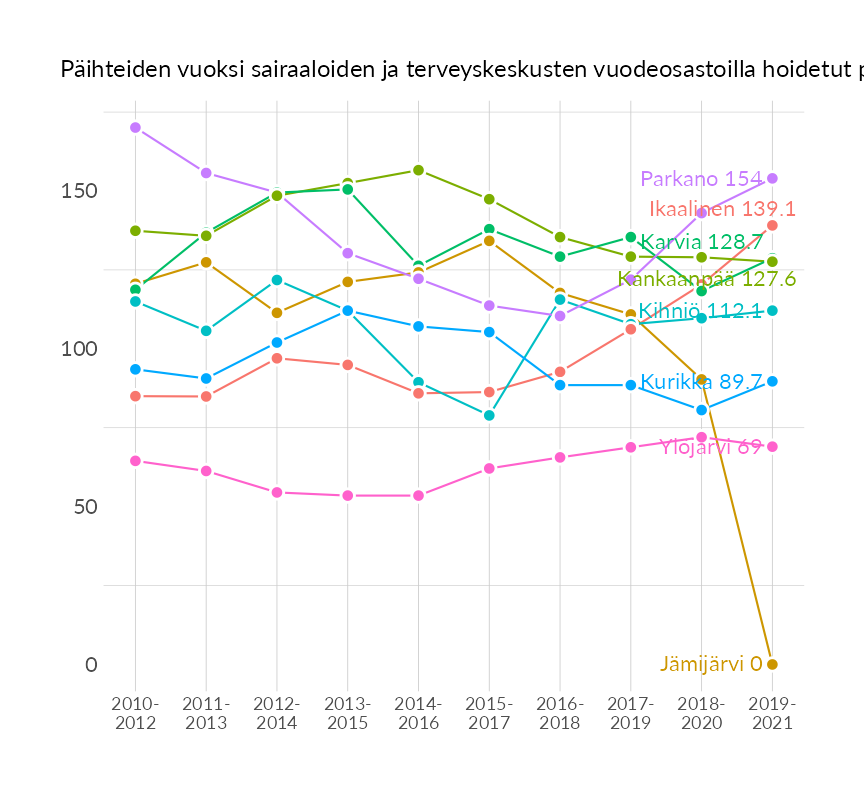 Päihteiden vuoksi sairaaloiden ja terveyskeskusten vuodeosastoilla hoidetut
150
100
50
0
Parkano 154
Ikaalinen 139.1
Karvia 128.7
Kankaanpää 127.6
Kihniö 112.1
Kurikka 89.7
Ylöjärvi 69
Jämijärvi 0
2010-
2012
2011-
2013
2012-
2014
2013-
2015
2014-
2016
2015-
2017
2016-
2018
2017-
2019
2018-
2020
2019-
2021